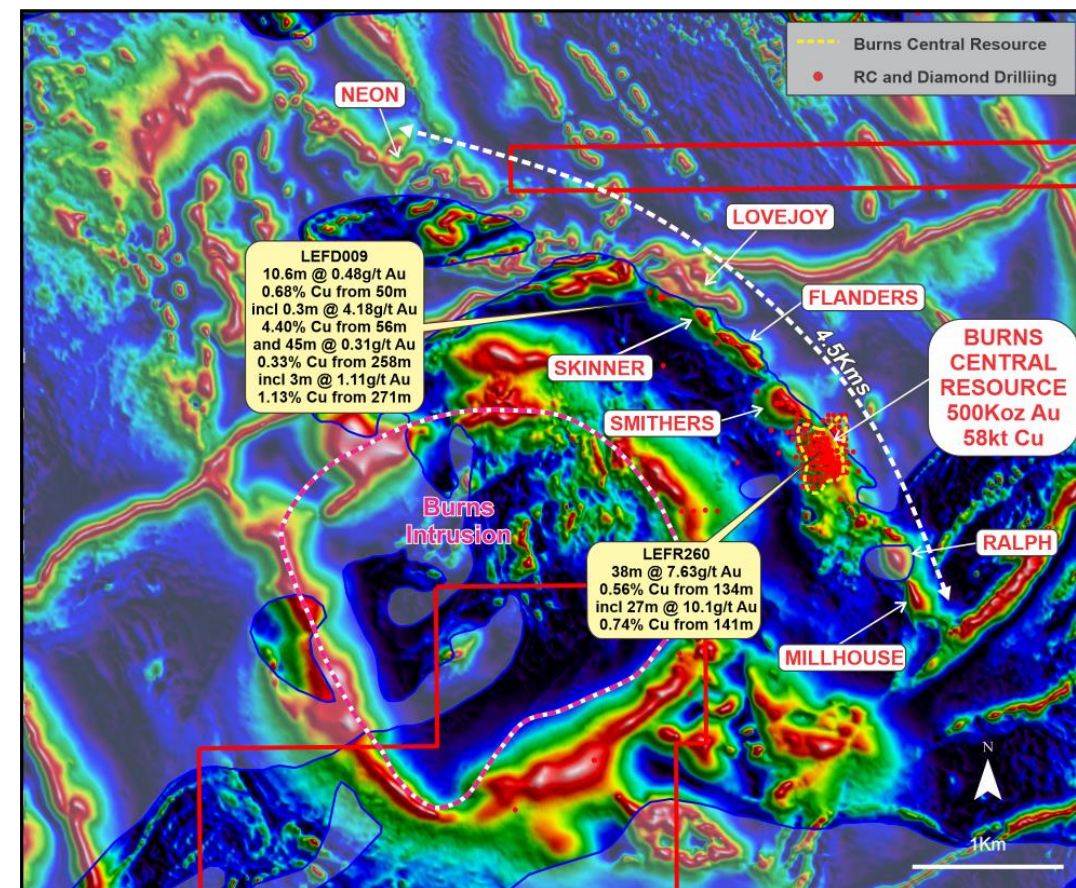 Burns Central Resource
RC and Diamond Drilliing
NEON
LOVEJOY
LEFD009
10.6m @ 0.48g/t Au
0.68% Cu from 50m
incl 0.3m @ 4.18g/t Au
4.40% Cu from 56m
and 45m @ 0.31g/t Au
0.33% Cu from 258m
incl 3m @ 1.11g/t Au
1.13% Cu from 271m
FLANDERS
SKINNER
4.5Kms
BURNS
CENTRAL
RESOURCE
500Koz Au
58kt Cu
SMITHERS
Burns
Intrusion
RALPH
LEFR260
38m @ 7.63g/t Au
0.56% Cu from 134m
incl 27m @ 10.1g/t Au
0.74% Cu from 141m
MILLHOUSE
N
1Km